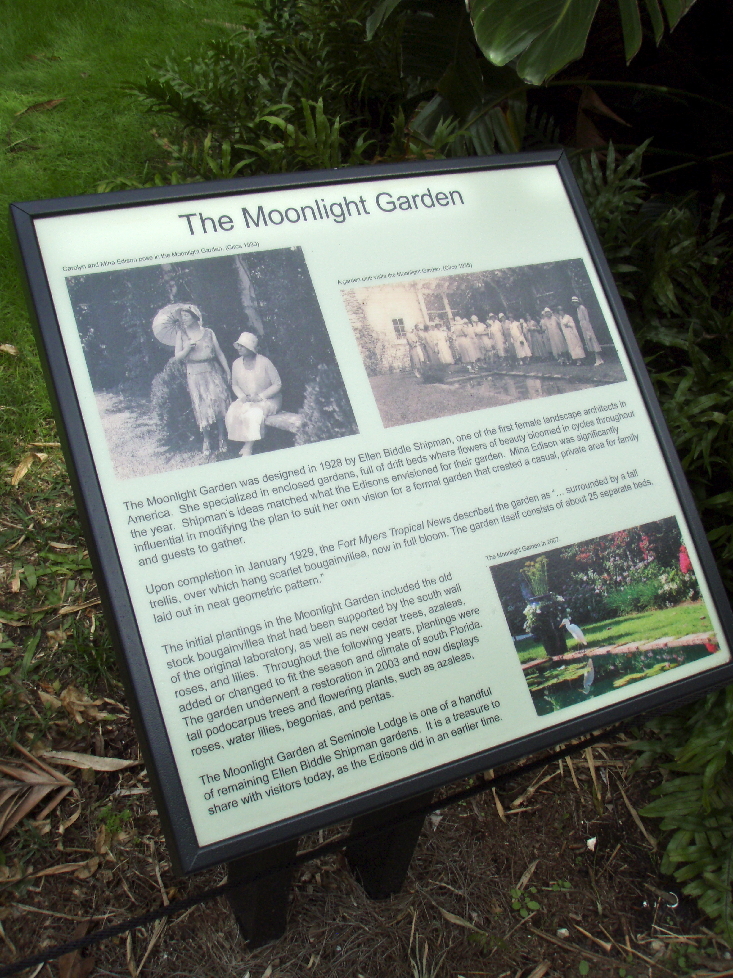 The Moonlight Garden
Carolyn and Mina Edison pose in the Moonlight Garden. (Circa
A garden club visits the Moonlight Garden. (Circa
The Moonlight Garden was designed in 1928 by Ellen Biddle Shipman, one of the first female landscape architects in
America. She specialized in enclosed gardens, full of drift beds where flowers of beauty bloomed in cycles throughout
the year. Shipman's ideas matched what the Edisons envisioned for their garden. Mina Edison was significantly
influential in modifying the plan to suit her own vision for a formal garden that created a casual, private area for family
and guests to gather.
Upon completion in January 1929, the Fort Myers Tropical News described the garden as "… surrounded by a tall
trellis, over which hang scarlet bougainvillea, now in full bloom. The garden itself consists of about 25 separate beds,
laid out in neat geometric pattern."
The Moonlight Garden in 2007
The initial plantings in the Moonlight Garden included the old
stock bougainvillea that had been supported by the south wall
of the original laboratory, as well as new cedar trees, azaleas,
roses, and lilies. Throughout the following years, plantings were
added or changed to fit the season and climate of south Florida.
The garden underwent a restoration in 2003 and now displays
tall podocarpus trees and flowering plants, such as azaleas,
roses, water lilies, begonias, and pentas.
The Moonlight Garden at Seminole Lodge is one of a handful
of remaining Ellen Biddle Shipman gardens. It is a treasure to
share with visitors today, as the Edisons did in an earlier time.